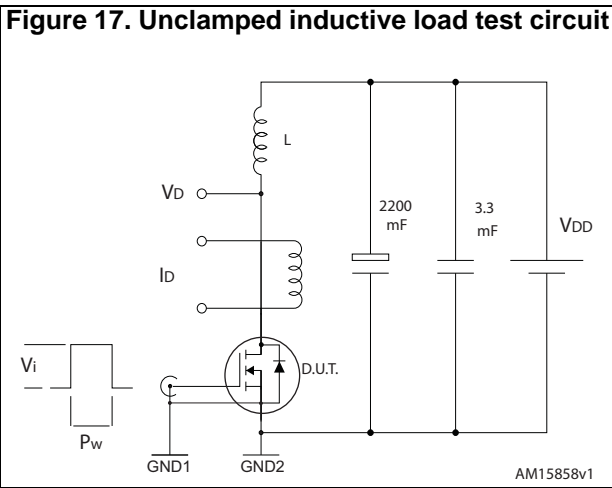 Figure 17. Unclamped inductive load test circuit
L
VD
2200
mF
3.3
mF
VDD
ID
Vi
D.U.T.
Pw
GND1
GND2
AM15858v1